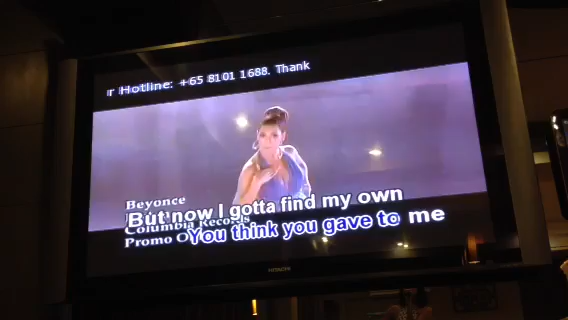 r Hotline: +65 8101 1688. Thank
Beyonce
But now I gotta find my own
Columbia Records
Promo O
You think you gave to me
HITACHI